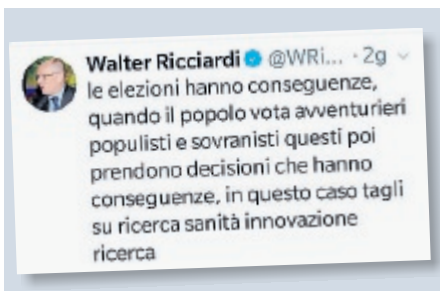 Walter Ricciardi @WRi... · 2g
le elezioni hanno conseguenze,
quando il popolo vota avventurieri
populisti e sovranisti questi poi
prendono decisioni che hanno
conseguenze, in questo caso tagli
su ricerca sanità innovazione
ricerca